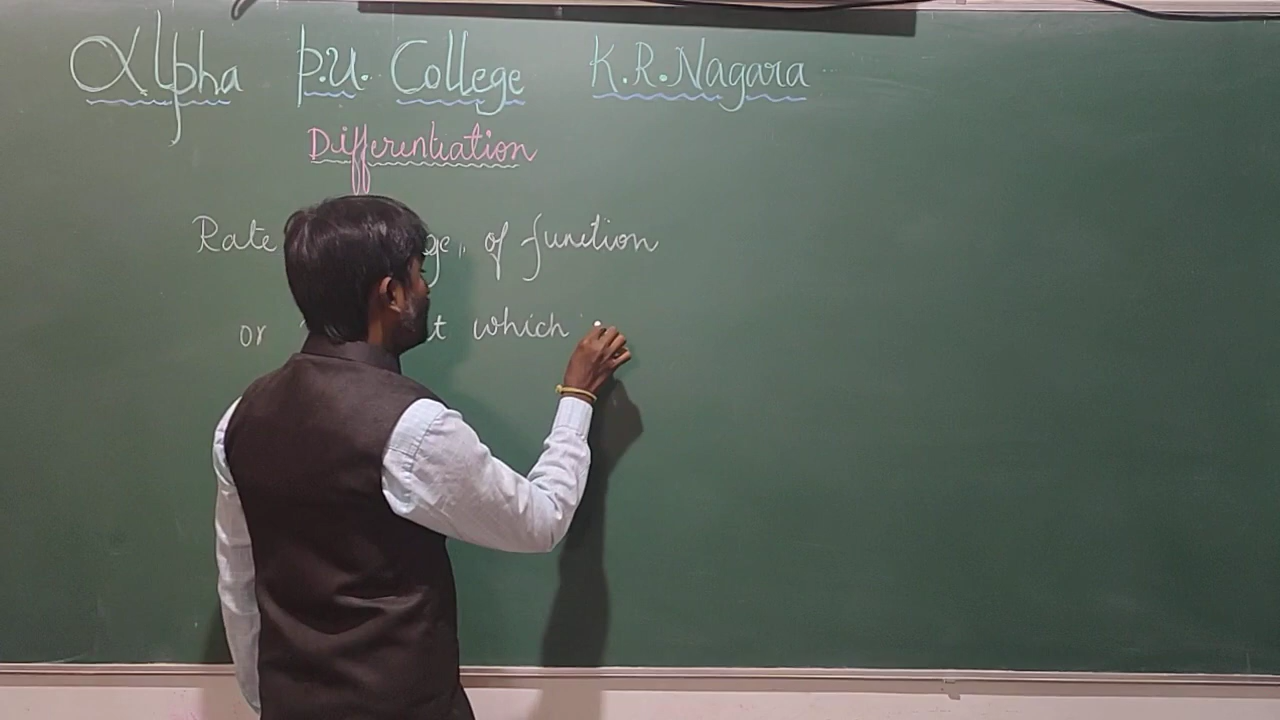 Alpha P.U. College K.R.Nagara
Differentiation
Rate of function
or which